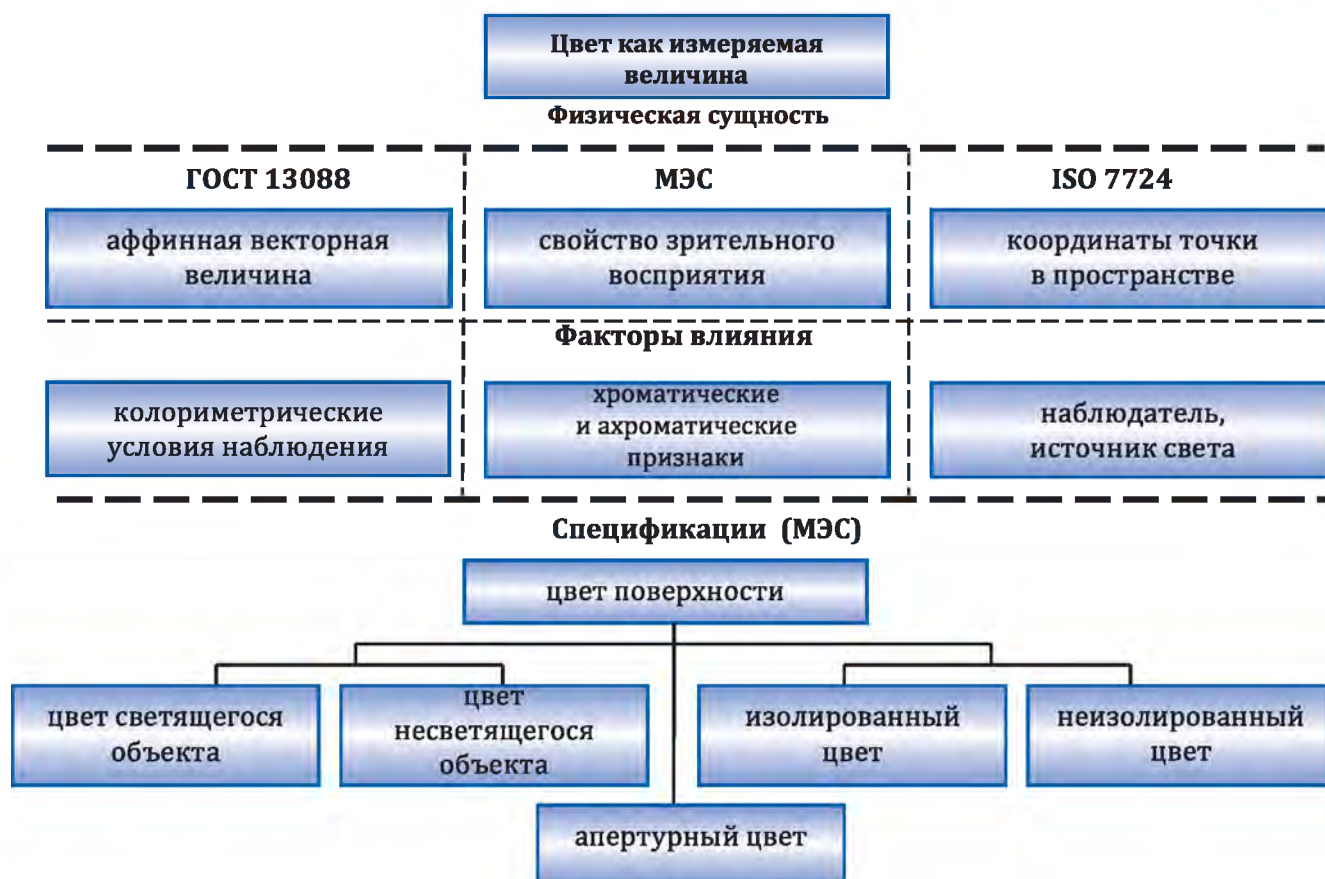 Цвет как измеряемая
величина
Физическая сущность
ГОСТ 13088
МЭС
ISO 7724
аффинная векторная
величина
свойство зрительного
восприятия
координаты точки
в пространстве
Факторы влияния
колориметрические
условия наблюдения
хроматические
и ахроматические
признаки
наблюдатель,
источник света
Спецификации (МЭС)
цвет поверхности
цвет светящегося
объекта
цвет
несветящегося
объекта
изолированный
цвет
неизолированный
цвет
апертурный цвет